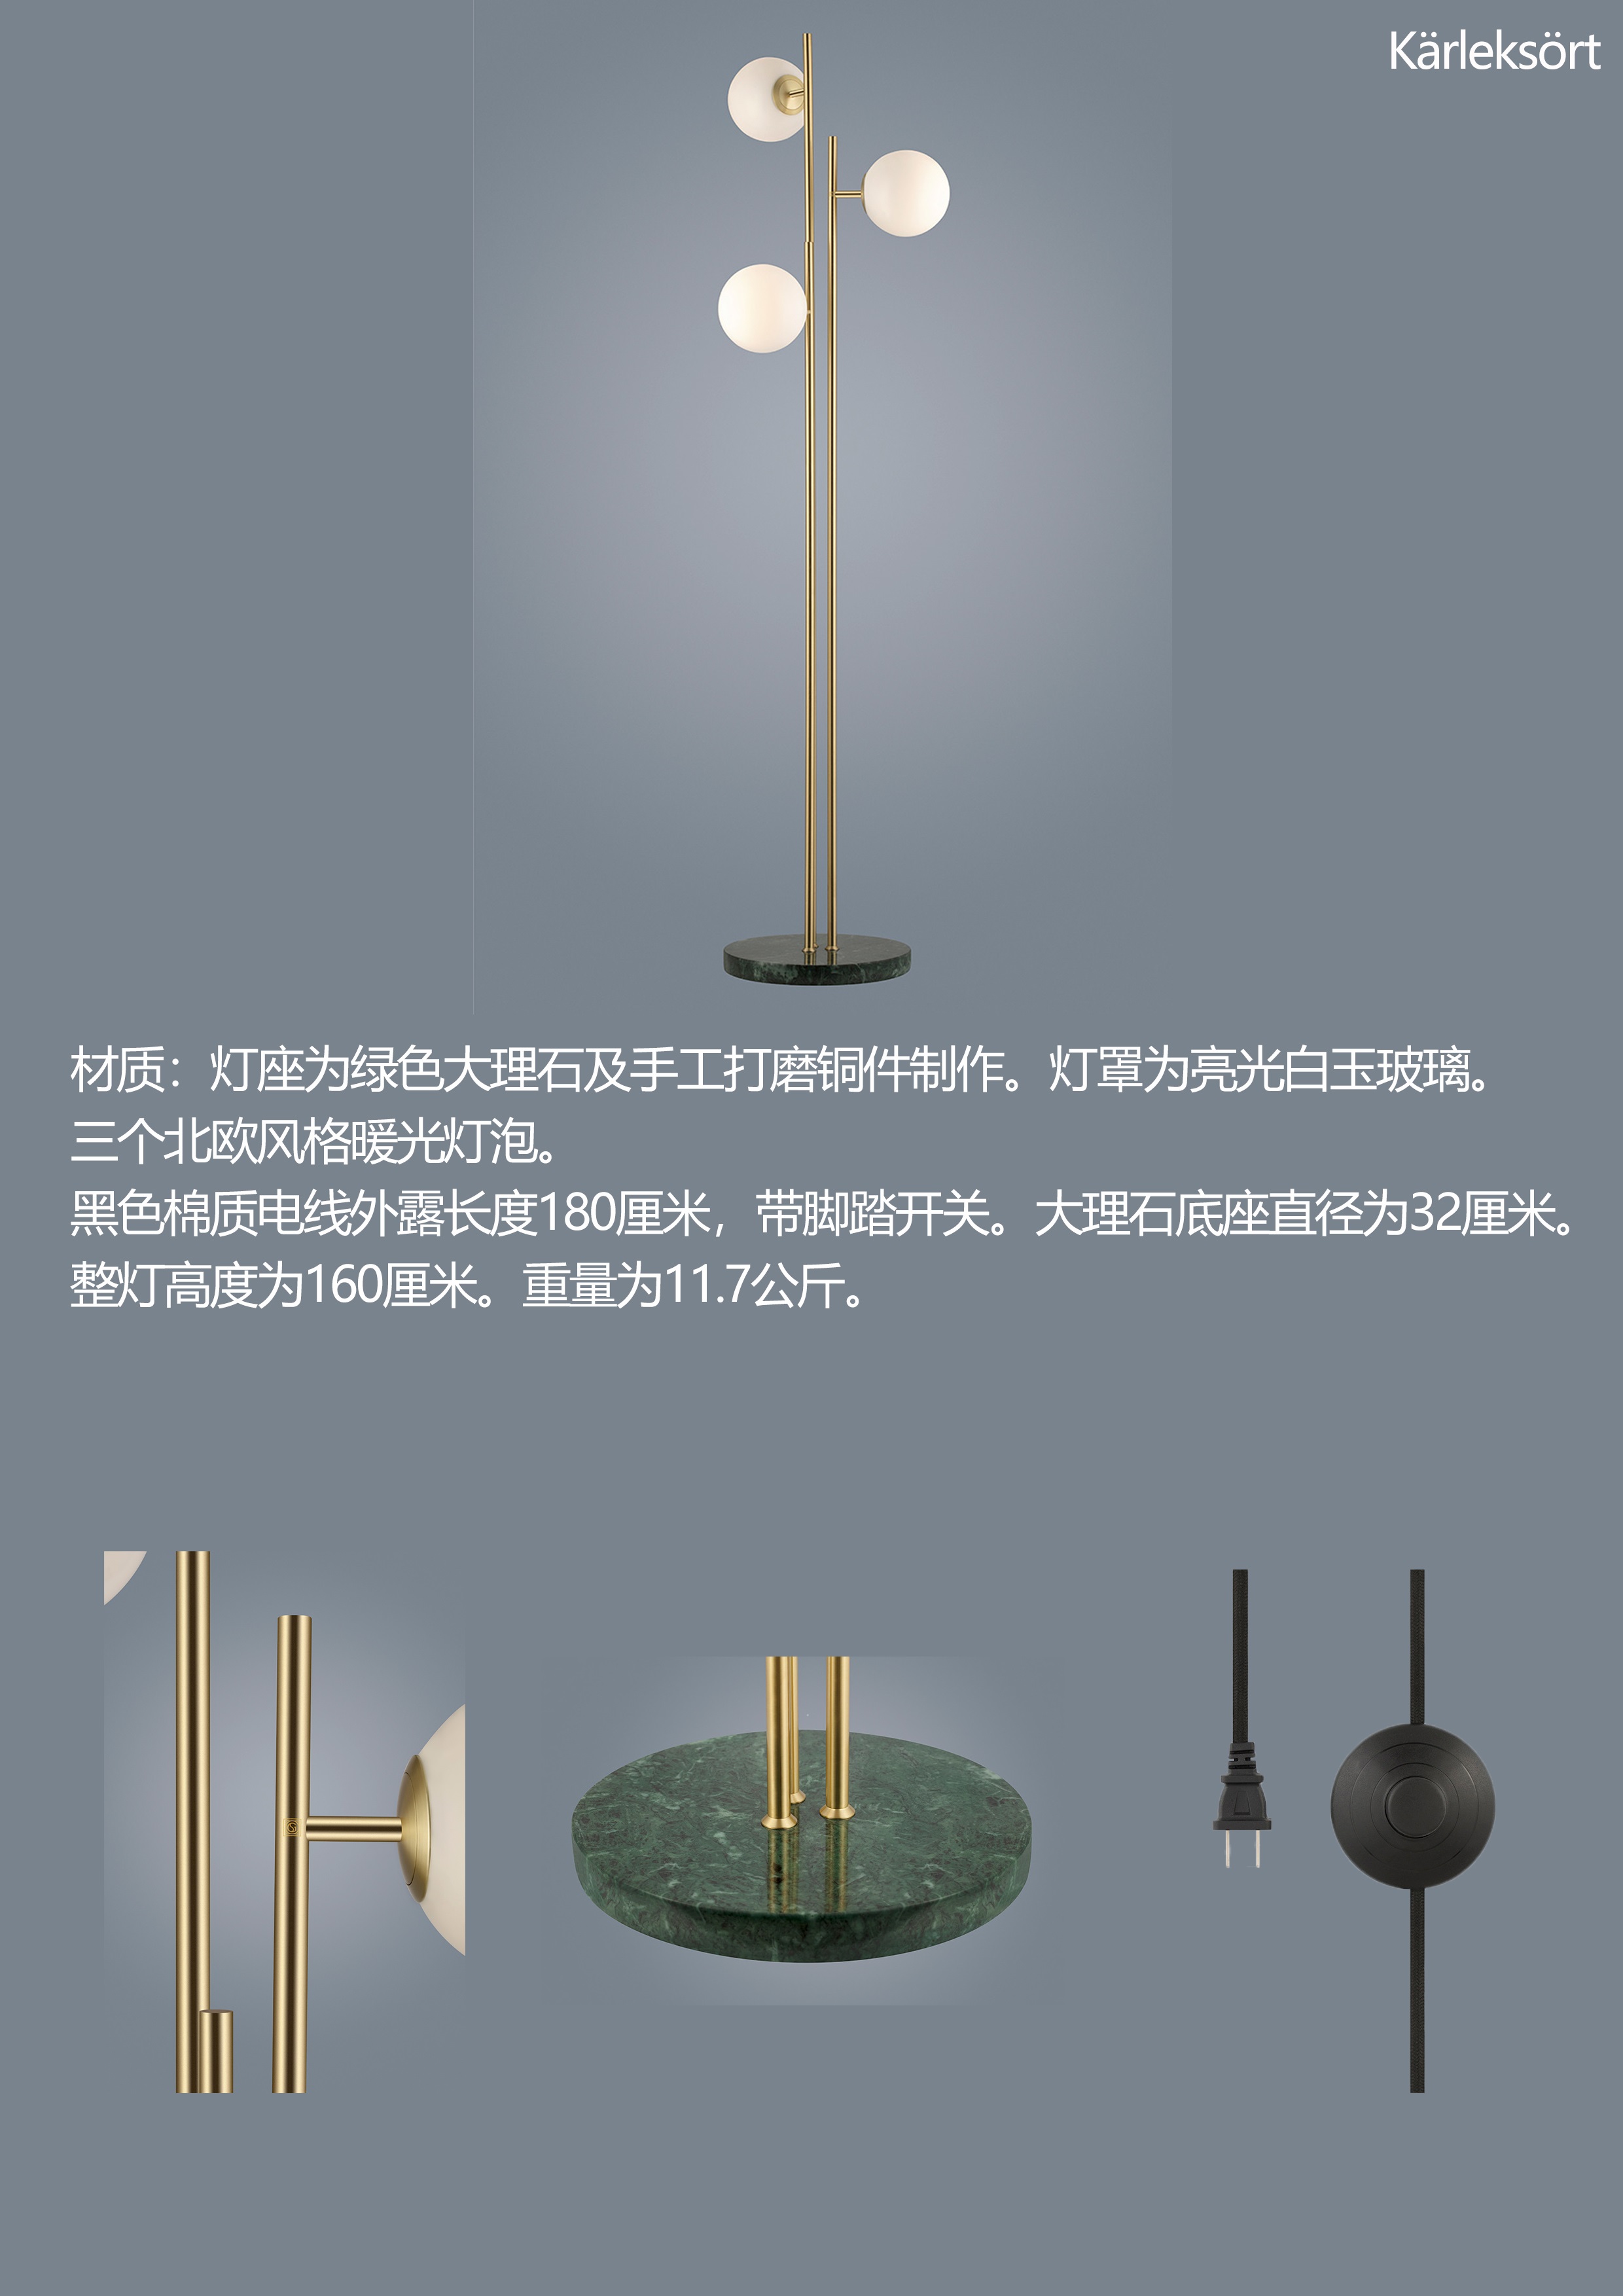 Kärleksört
材质：灯座为绿色大理石及手工打磨铜件制作。灯罩为亮光白玉玻璃。
三个北欧风格暖光灯泡。
黑色棉质电线外露长度180厘米，带脚踏开关。大理石底座直径为32厘米。
整灯高度为160厘米。重量为11.7公斤。